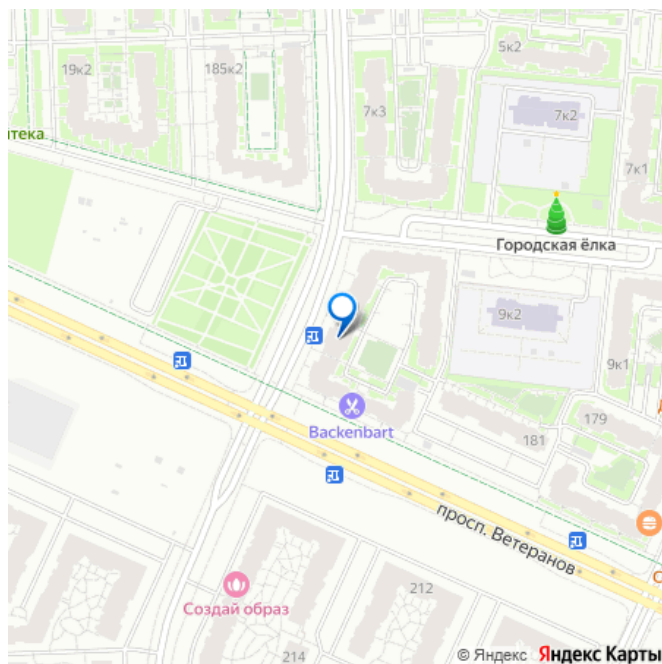 5к2
19к2
185к2
7к3
7к2
тека
7к1
Городская ёлка
9к2
9к1
179
Backenbart
181
просп. Ветеранов
Создай образ
212
214
© Яндекс Яндекс Карты